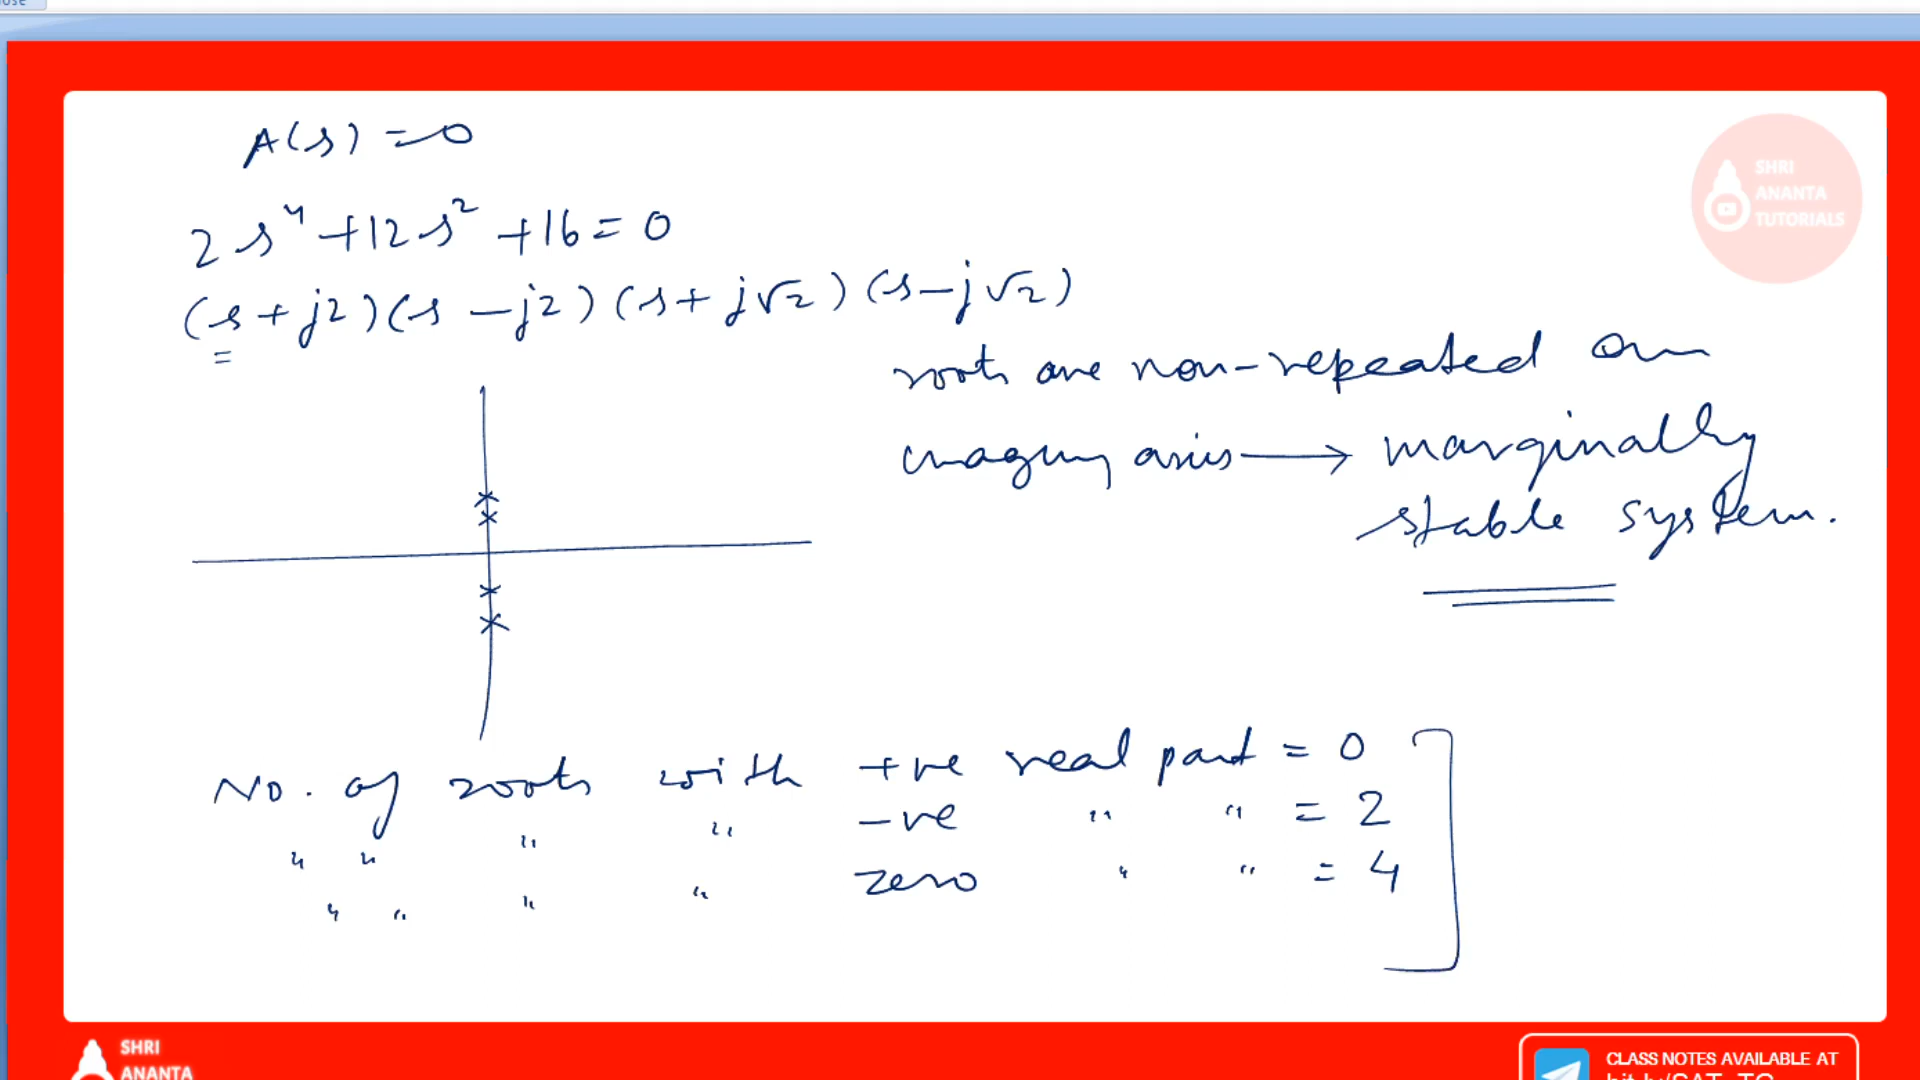 A(s) = 0
SHRI
ANANTA
TUTORIALS
2s⁴ + 12s² + 16 = 0
(s + j2)(s - j2)(s + j√2)(s - j√2)
=
roots are non-repeated on
imaginary axis → marginally
stable system.
No. of roots with +ve real part = 0
" " " " -ve " " = 2
" " " " zero " " = 4
SHRI
ANANTA
CLASS NOTES AVAILABLE AT